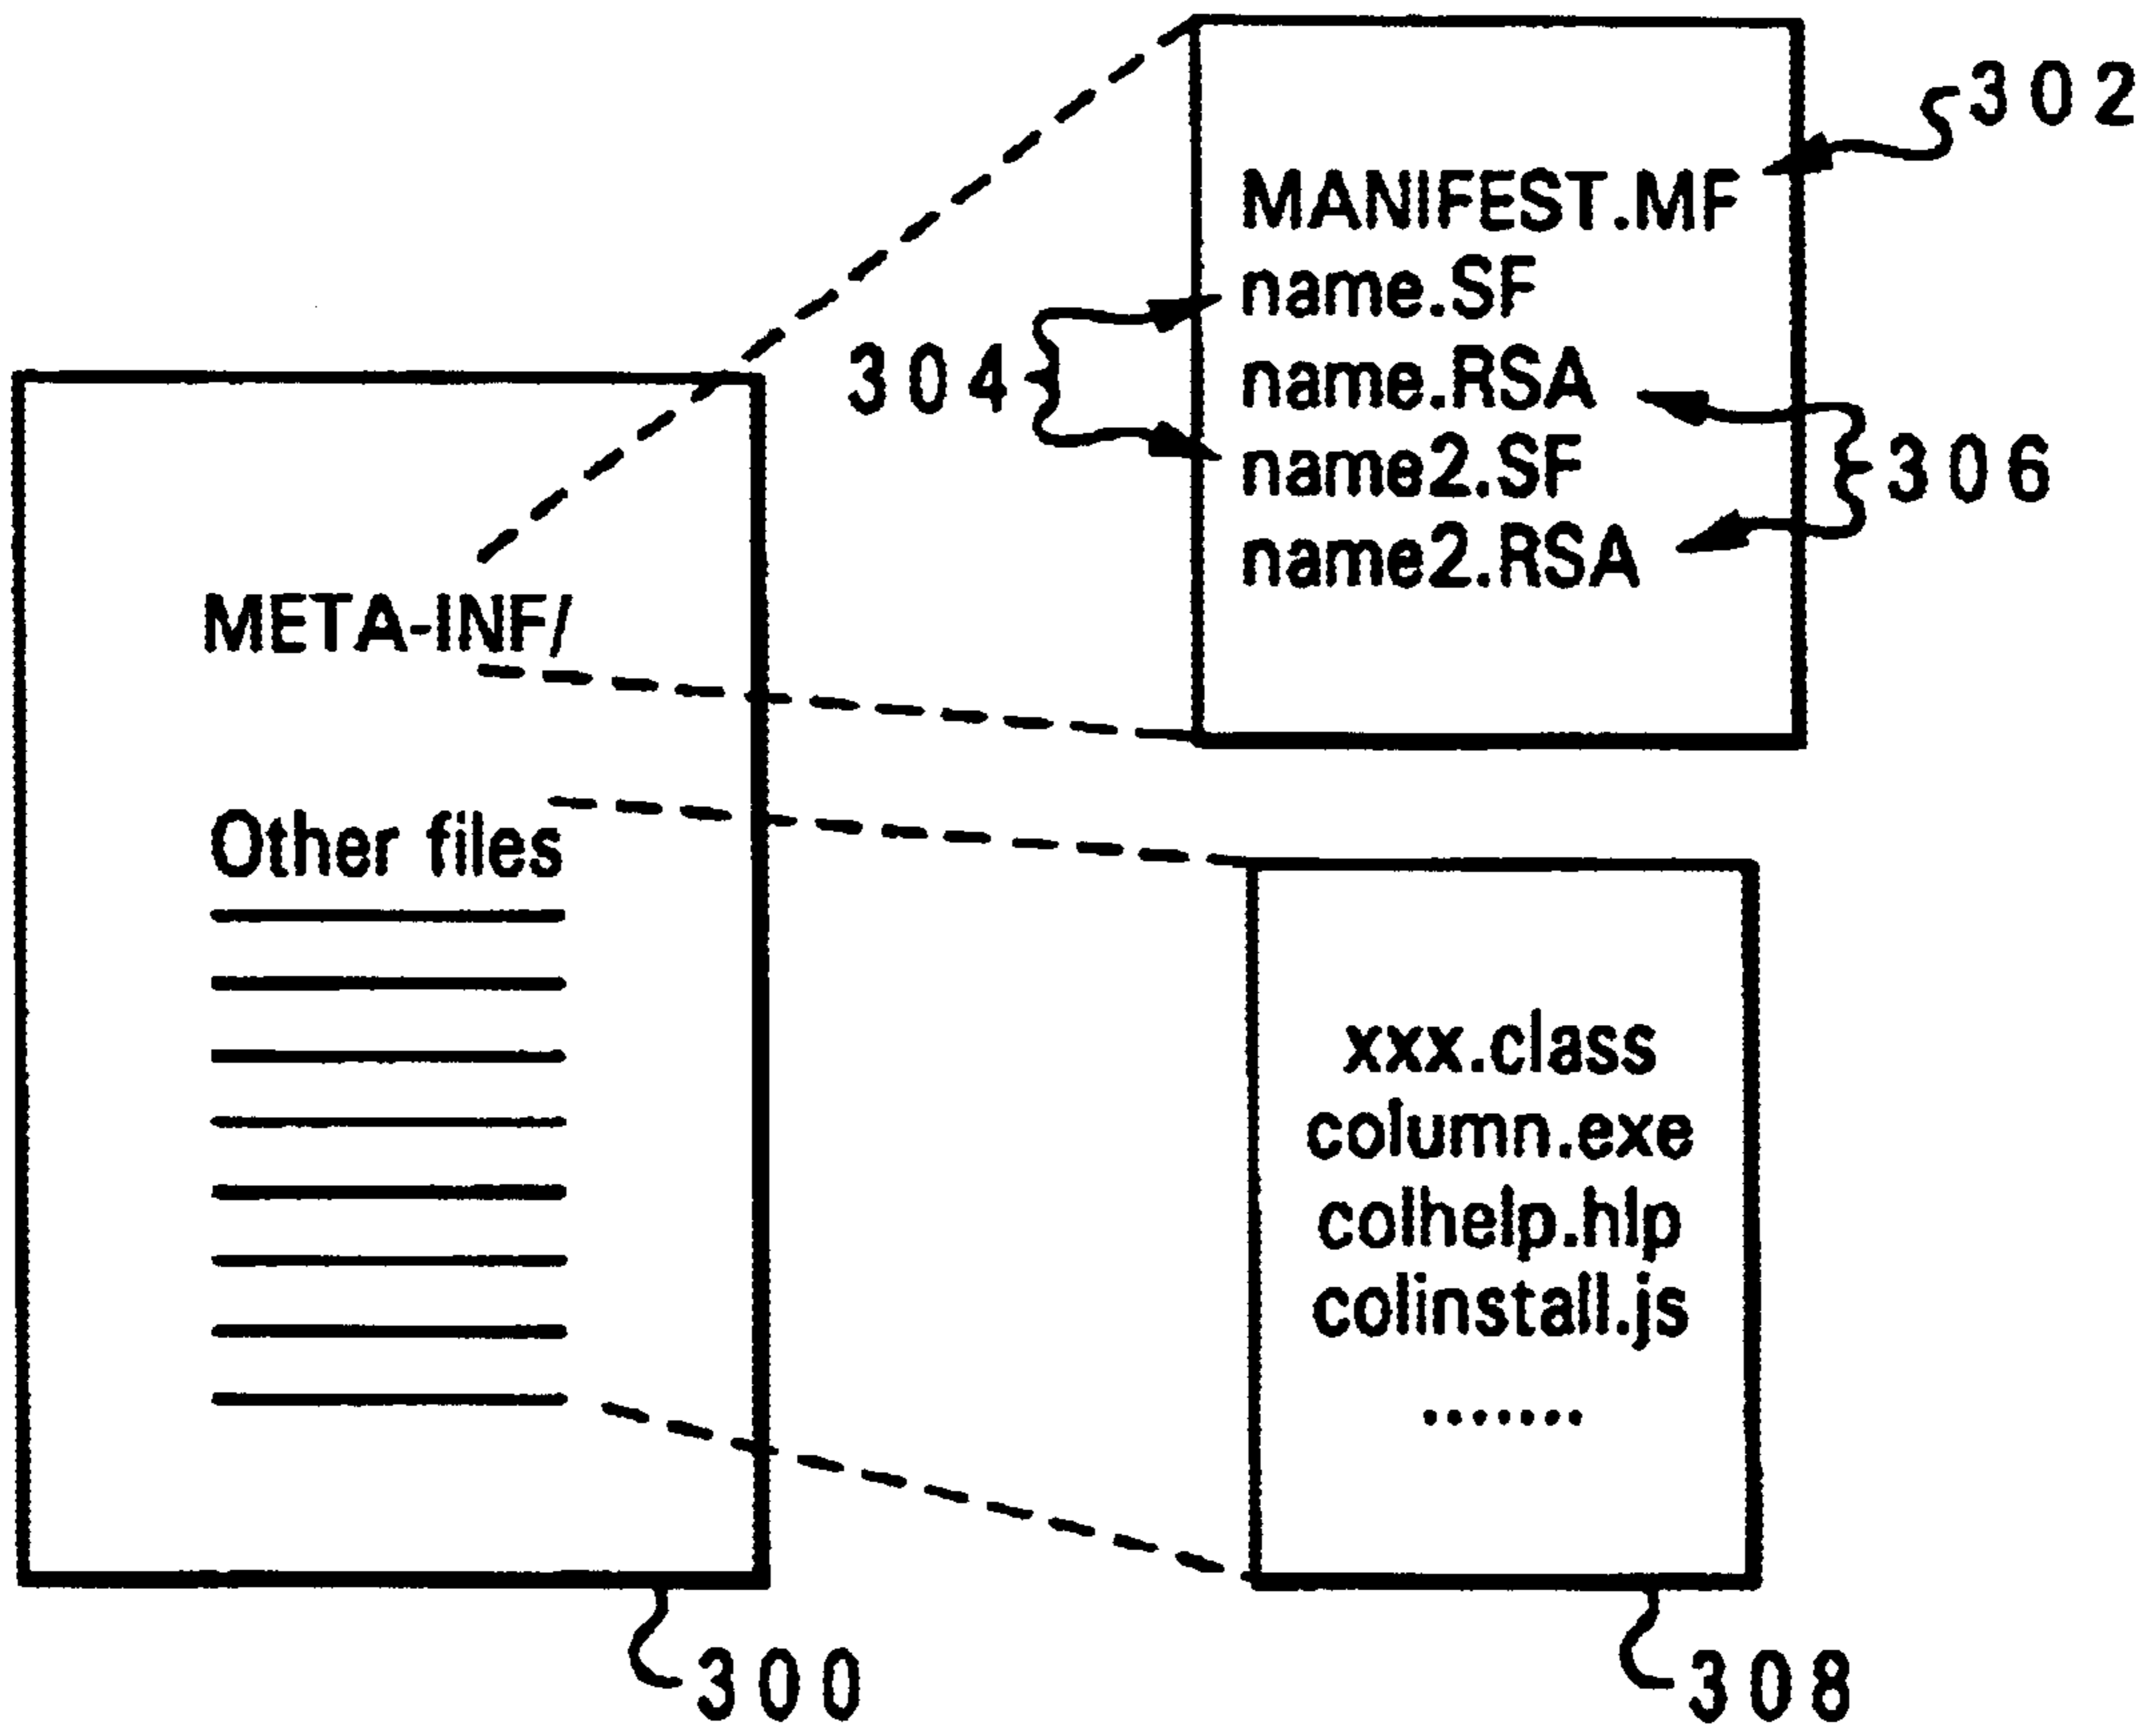 302
MANIFEST.MF
name.SF
304
name.RSA
name2.SF
306
name2.RSA
META-INF/
Other files
xxx.class
column.exe
colhelp.hlp
colinstall.js
.......
300
308